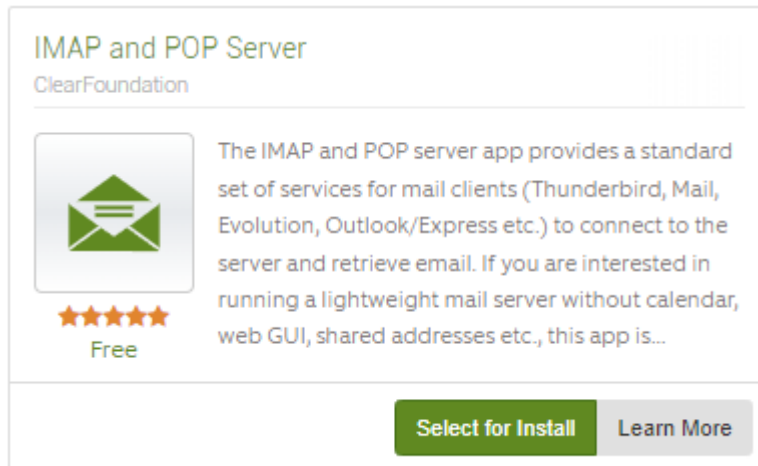 IMAP and POP Server
ClearFoundation
The IMAP and POP server app provides a standard
set of services for mail clients (Thunderbird, Mail,
Evolution, Outlook/Express etc.) to connect to the
server and retrieve email. If you are interested in
running a lightweight mail server without calendar,
web GUI, shared addresses etc., this app is...
Free
Select for Install
Learn More